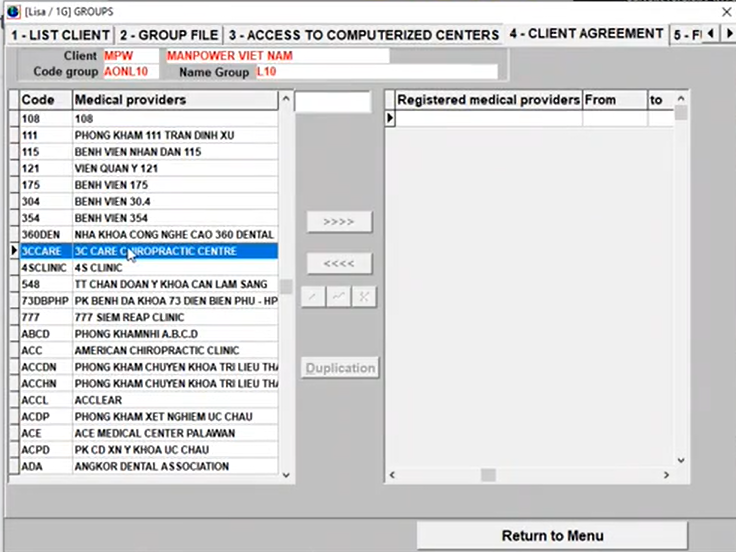 [Lisa / 1G] GROUPS
1 - LIST CLIENT 2 - GROUP FILE 3 - ACCESS TO COMPUTERIZED CENTERS 4 - CLIENT AGREEMENT 5 - F
Client MPW MANPOWER VIET NAM
Code group AONL10 Name Group L10
Code Medical providers
108 108
111 PHONG KHAM 111 TRAN DINH XU
115 BENH VIEN NHAN DAN 115
121 VIEN QUAN Y 121
175 BENH VIEN 175
304 BENH VIEN 30.4
354 BENH VIEN 354
360DEN NHA KHOA CONG NGHE CAO 360 DENTAL
3CCARE 3C CARE CHIROPRACTIC CENTRE
4SCLINIC 4S CLINIC
548 TT CHAN DOAN Y KHOA CAN LAM SANG
73DBPHP PK BENH DA KHOA 73 DIEN BIEN PHU - HP
777 777 SIEM REAP CLINIC
ABCD PHONG KHAMNHI A.B.C.D
ACC AMERICAN CHIROPRACTIC CLINIC
ACCDN PHONG KHAM CHUYEN KHOA TRI LIEU THA
ACCHN PHONG KHAM CHUYEN KHOA TRI LIEU THA
ACCL ACCLEAR
ACDP PHONG KHAM XET NGHIEM UC CHAU
ACE ACE MEDICAL CENTER PALAWAN
ACPD PK CD XN Y KHOA UC CHAU
ADA ANGKOR DENTAL ASSOCIATION
>>>>
<<<<
Duplication
Registered medical providers From to
Return to Menu